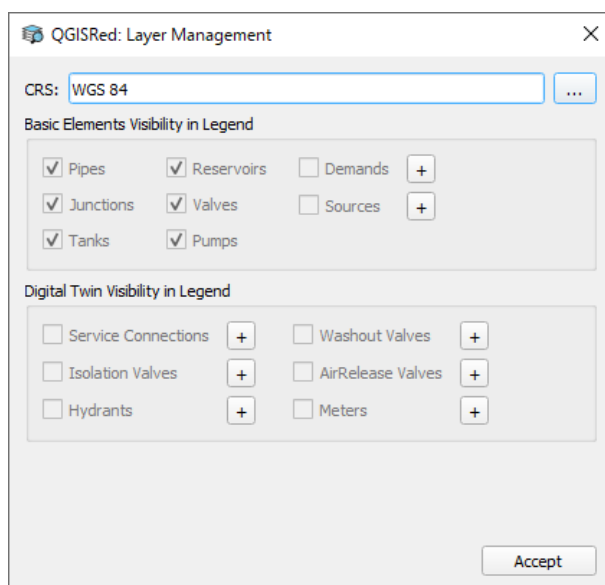 QGISRed: Layer Management
CRS: WGS 84 ...
Basic Elements Visibility in Legend
Pipes Reservoirs Demands +
Junctions Valves Sources +
Tanks Pumps
Digital Twin Visibility in Legend
Service Connections + Washout Valves +
Isolation Valves + AirRelease Valves +
Hydrants + Meters +
Accept